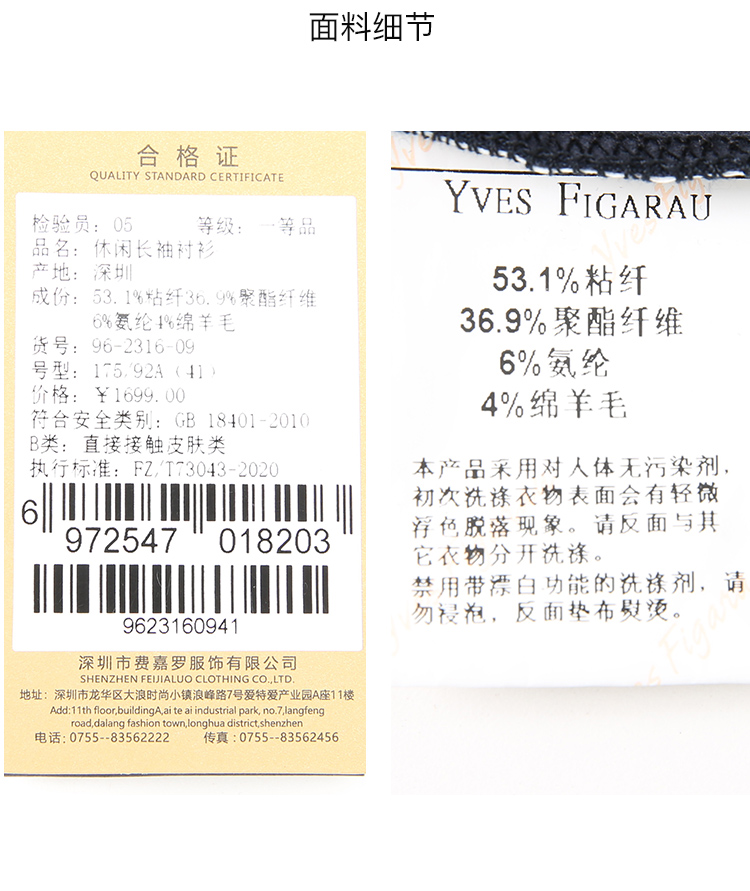 面料细节
合格证
QUALITY STANDARD CERTIFICATE
检验员: 05 等级: 一等品
品名: 休闲长袖衬衫
产地: 深圳
成份: 53.1%粘纤36.9%聚酯纤维
6%氨纶4%绵羊毛
货号: 96-2316-09
号型: 175/92A (41)
价格: ￥1699.00
符合安全类别: GB 18401-2010
B类: 直接接触皮肤类
执行标准: FZ/T73043-2020
6 972547 018203
9623160941
深圳市费嘉罗服饰有限公司
SHENZHEN FEIJIALUO CLOTHING CO.,LTD.
地址: 深圳市龙华区大浪时尚小镇浪峰路7号爱特爱产业园A座11楼
Add:11th floor,buildingA,ai te ai industrial park, no.7,langfeng
road,dalang fashion town,longhua district,shenzhen
电话: 0755--83562222 传真: 0755--83562456
YVES FIGARAU
53.1%粘纤
36.9%聚酯纤维
6%氨纶
4%绵羊毛
本产品采用对人体无污染剂,
初次洗涤衣物表面会有轻微
浮色脱落现象。请反面与其
它衣物分开洗涤。
禁用带漂白功能的洗涤剂, 请
勿浸泡, 反面垫布熨烫。
Yves Figarau